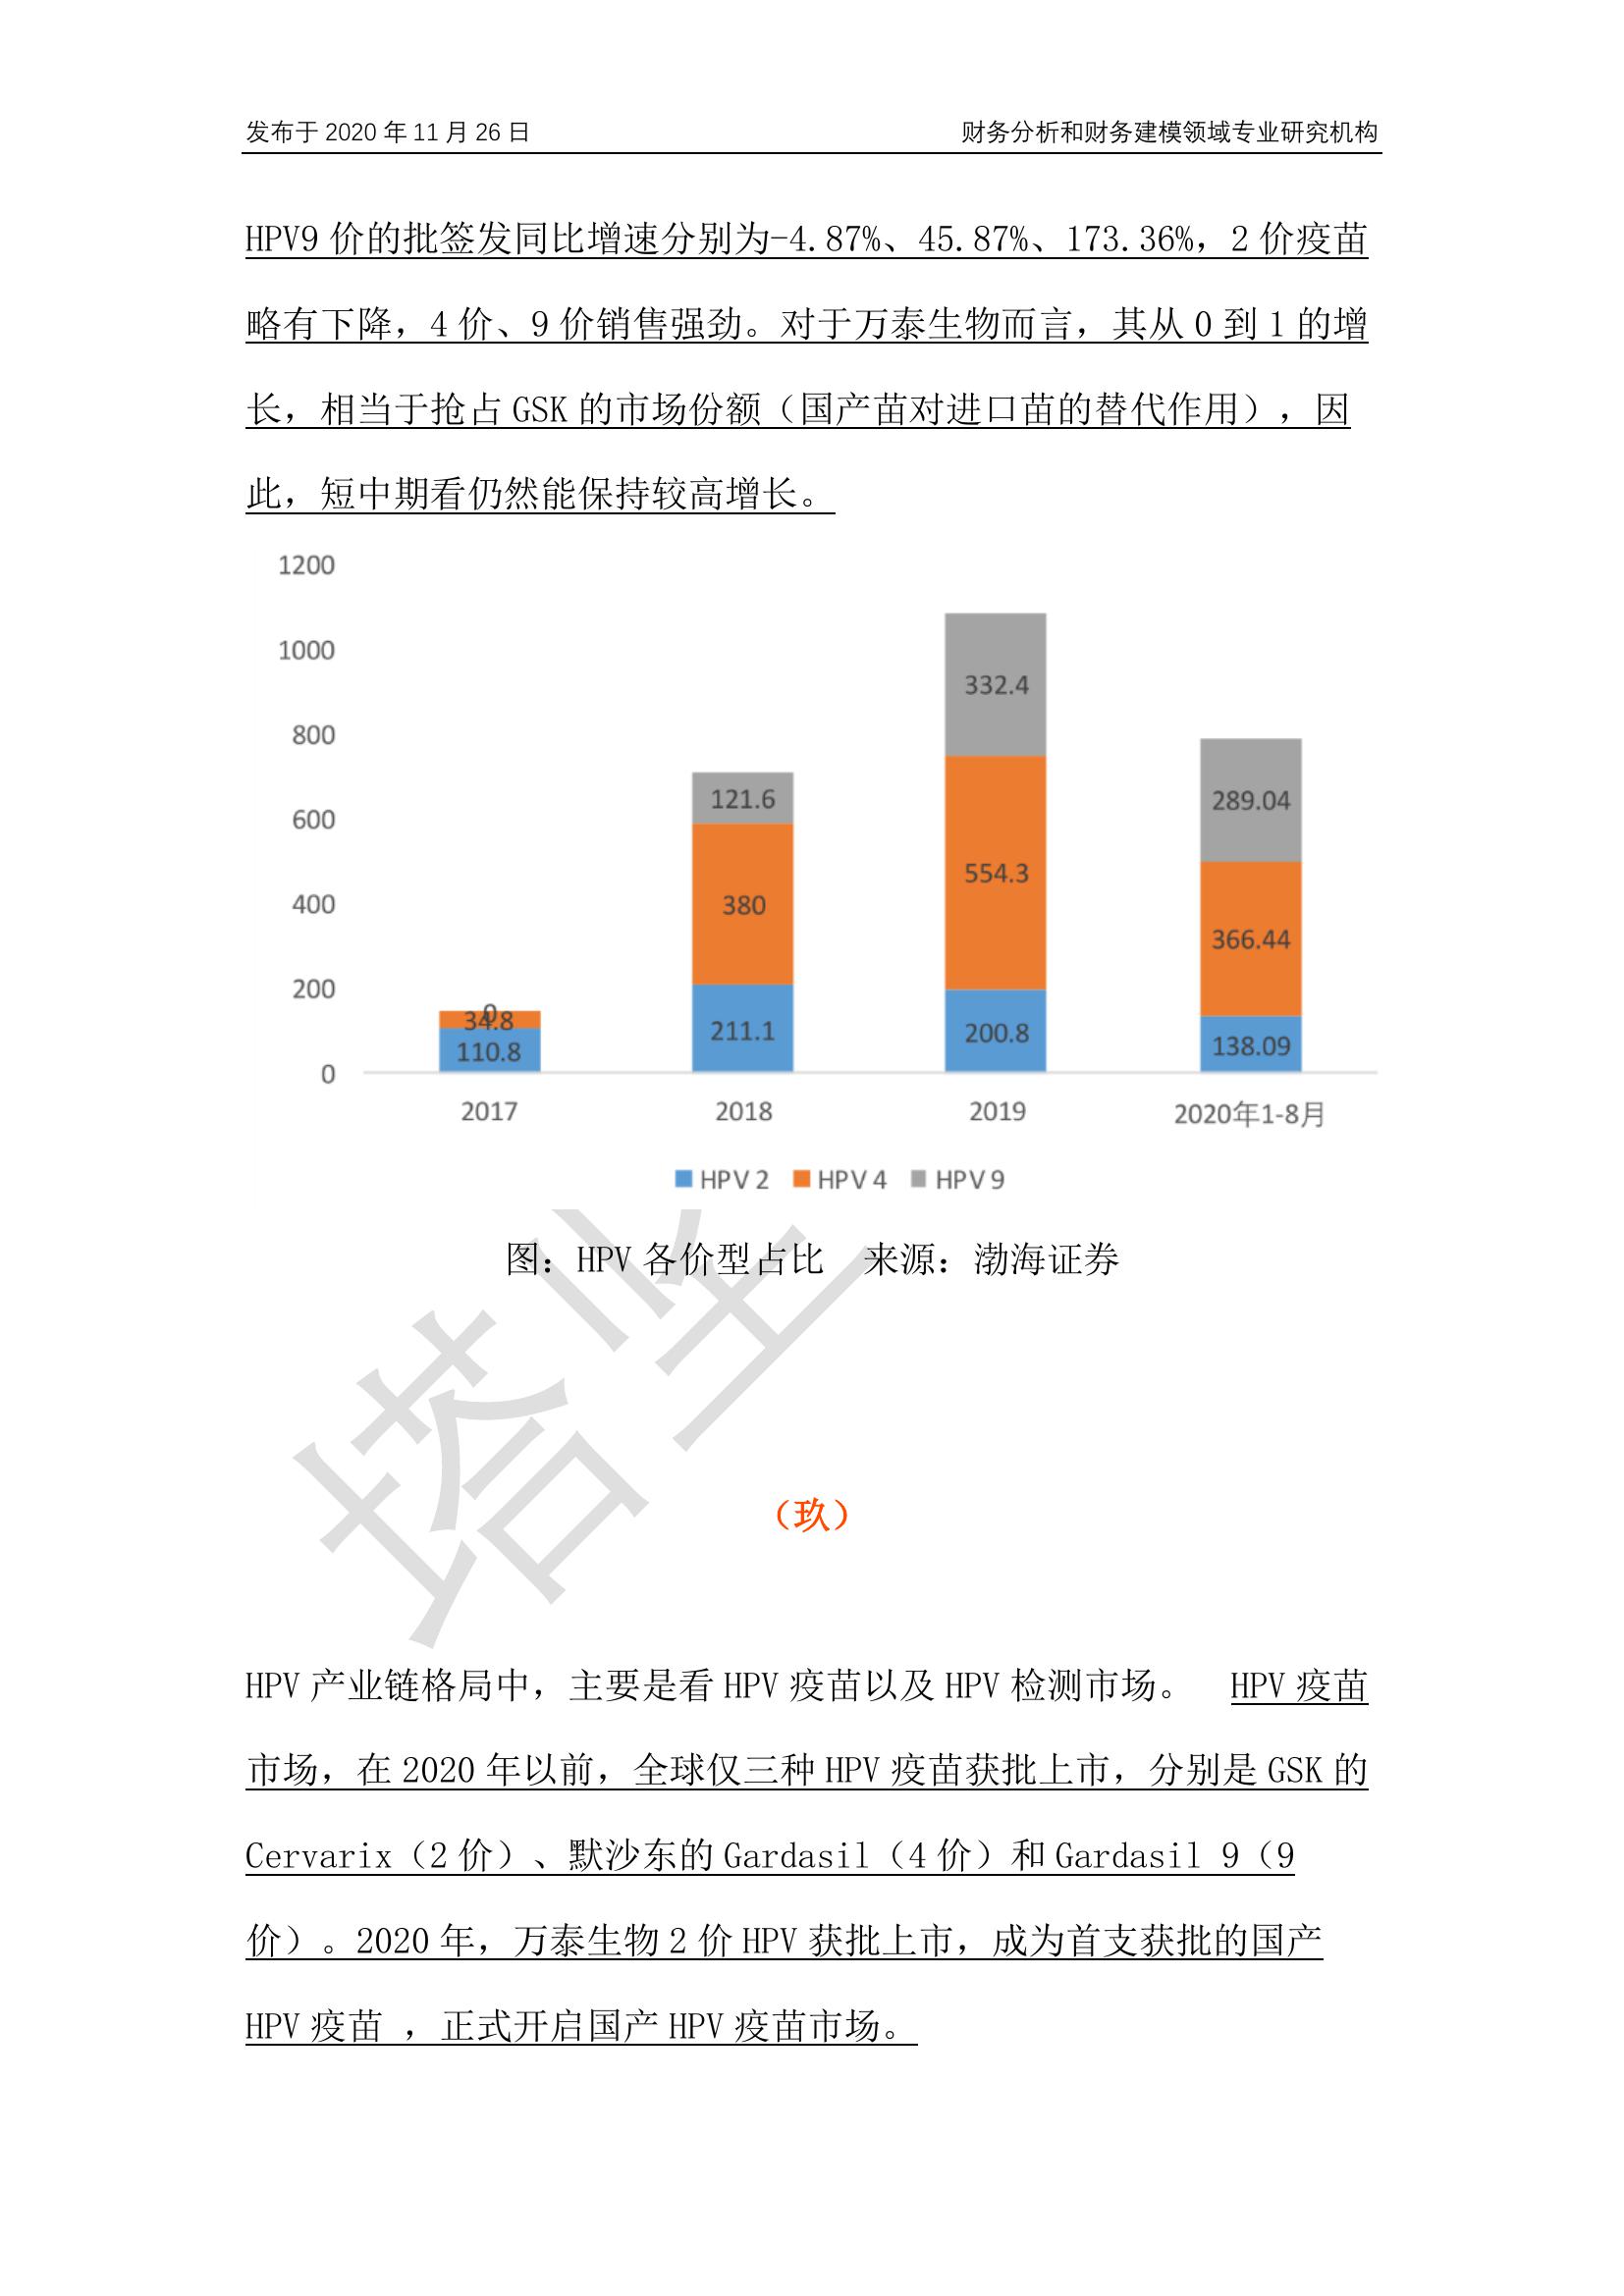 发布于 2020 年 11 月 26 日
财务分析和财务建模领域专业研究机构
HPV9 价的批签发同比增速分别为-4.87%、45.87%、173.36%，2 价疫苗
略有下降，4 价、9 价销售强劲。对于万泰生物而言，其从 0 到 1 的增
长，相当于抢占 GSK 的市场份额（国产苗对进口苗的替代作用），因
此，短中期看仍然能保持较高增长。
1200
1000
332.4
800
289.04
121.6
600
554.3
400
380
366.44
200
0
34.8
211.1
200.8
138.09
110.8
0
2017
2018
2019
2020年1-8月
HPV 2
HPV 4
HPV 9
图：HPV 各价型占比 来源：渤海证券
塔
（玖）
HPV 产业链格局中，主要是看 HPV 疫苗以及 HPV 检测市场。 HPV 疫苗
市场，在 2020 年以前，全球仅三种 HPV 疫苗获批上市，分别是 GSK 的
Cervarix（2 价）、默沙东的 Gardasil（4 价）和 Gardasil 9（9
价）。2020 年，万泰生物 2 价 HPV 获批上市，成为首支获批的国产
HPV 疫苗 ，正式开启国产 HPV 疫苗市场。